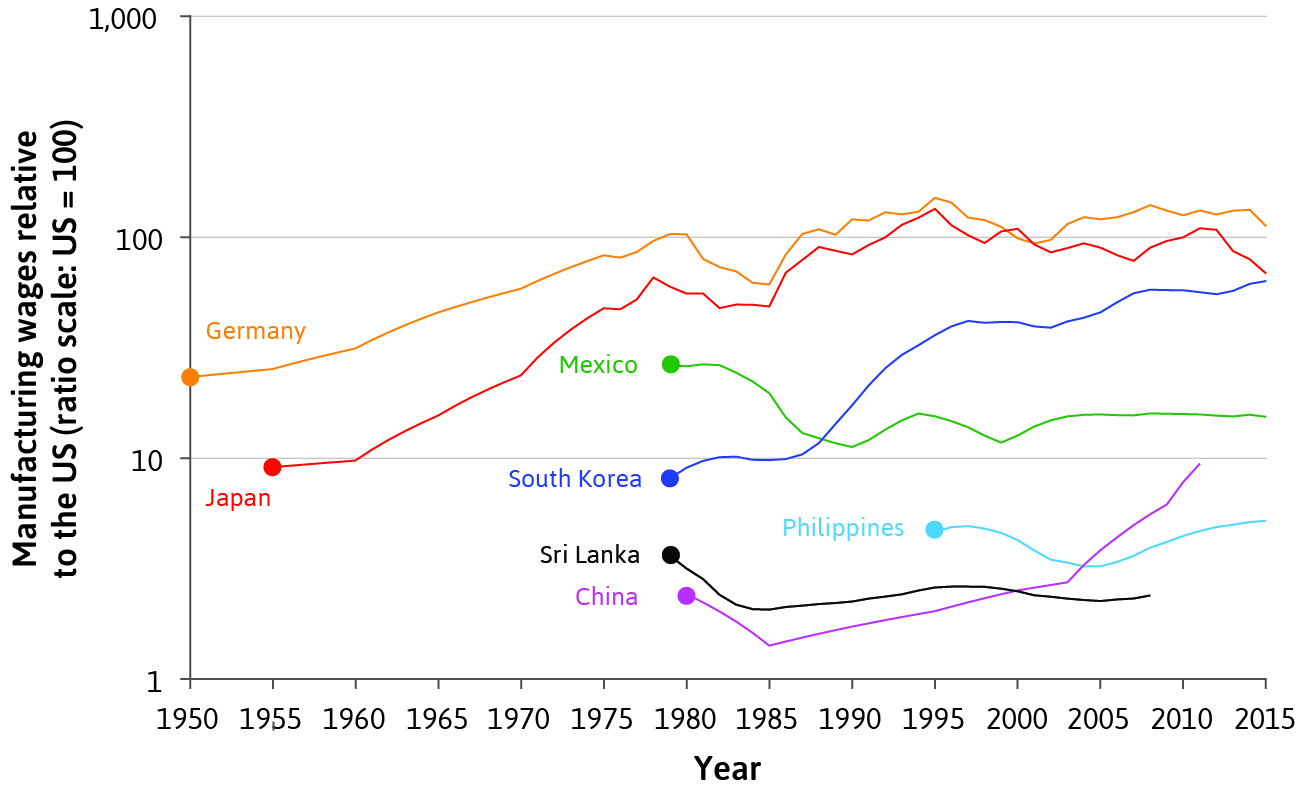 Manufacturing wages relative
to the US (ratio scale: US = 100)
1,000
100
10
1
Germany
Japan
Mexico
South Korea
Philippines
Sri Lanka
China
1950 1955 1960 1965 1970 1975 1980 1985 1990 1995 2000 2005 2010 2015
Year